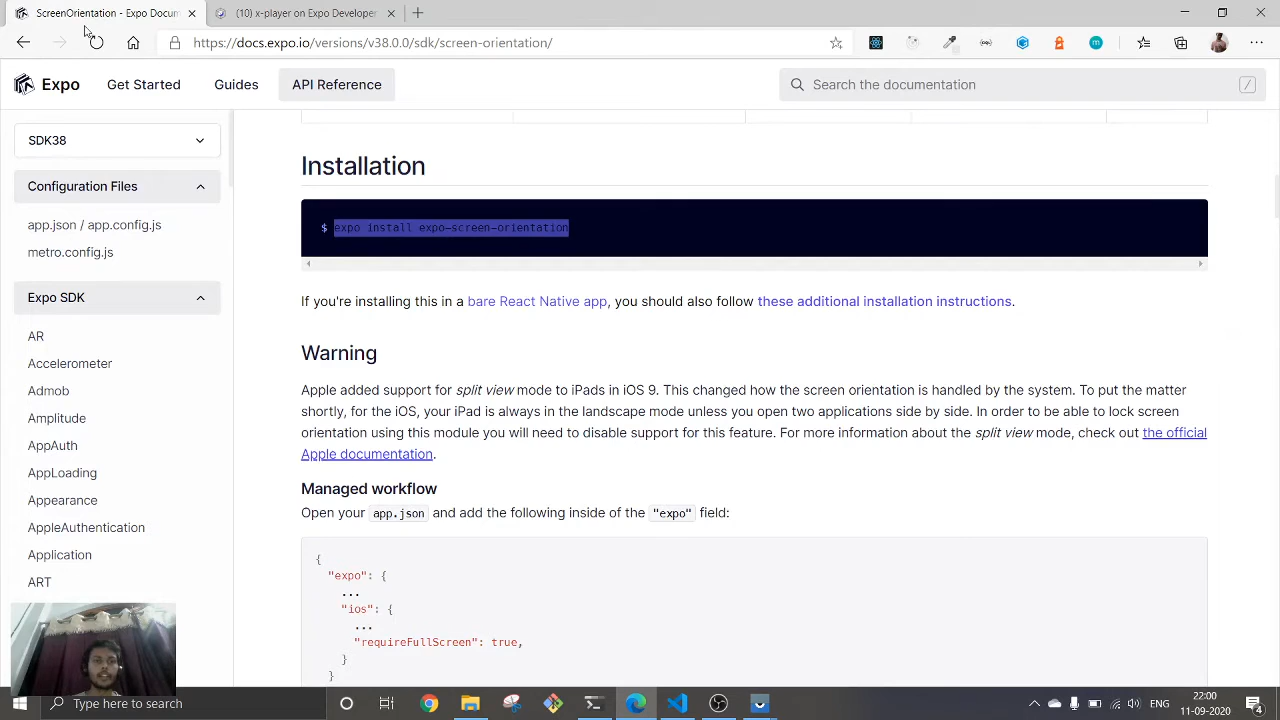 ScreenOrientation - Expo Docum
(10) x-player on Expo Developer
https://docs.expo.io/versions/v38.0.0/sdk/screen-orientation/
Expo
Get Started
Guides
API Reference
Search the documentation
/
SDK38
Configuration Files
app.json / app.config.js
metro.config.js
Expo SDK
AR
Accelerometer
Admob
Amplitude
AppAuth
AppLoading
Appearance
AppleAuthentication
Application
ART
Installation
$ expo install expo-screen-orientation
If you're installing this in a bare React Native app, you should also follow these additional installation instructions.
Warning
Apple added support for split view mode to iPads in iOS 9. This changed how the screen orientation is handled by the system. To put the matter
shortly, for the iOS, your iPad is always in the landscape mode unless you open two applications side by side. In order to be able to lock screen
orientation using this module you will need to disable support for this feature. For more information about the split view mode, check out the official
Apple documentation.
Managed workflow
Open your app.json and add the following inside of the "expo" field:
{
"expo": {
...
"ios": {
...
"requireFullScreen": true,
}
}
Type here to search
ENG
22:00
11-09-2020